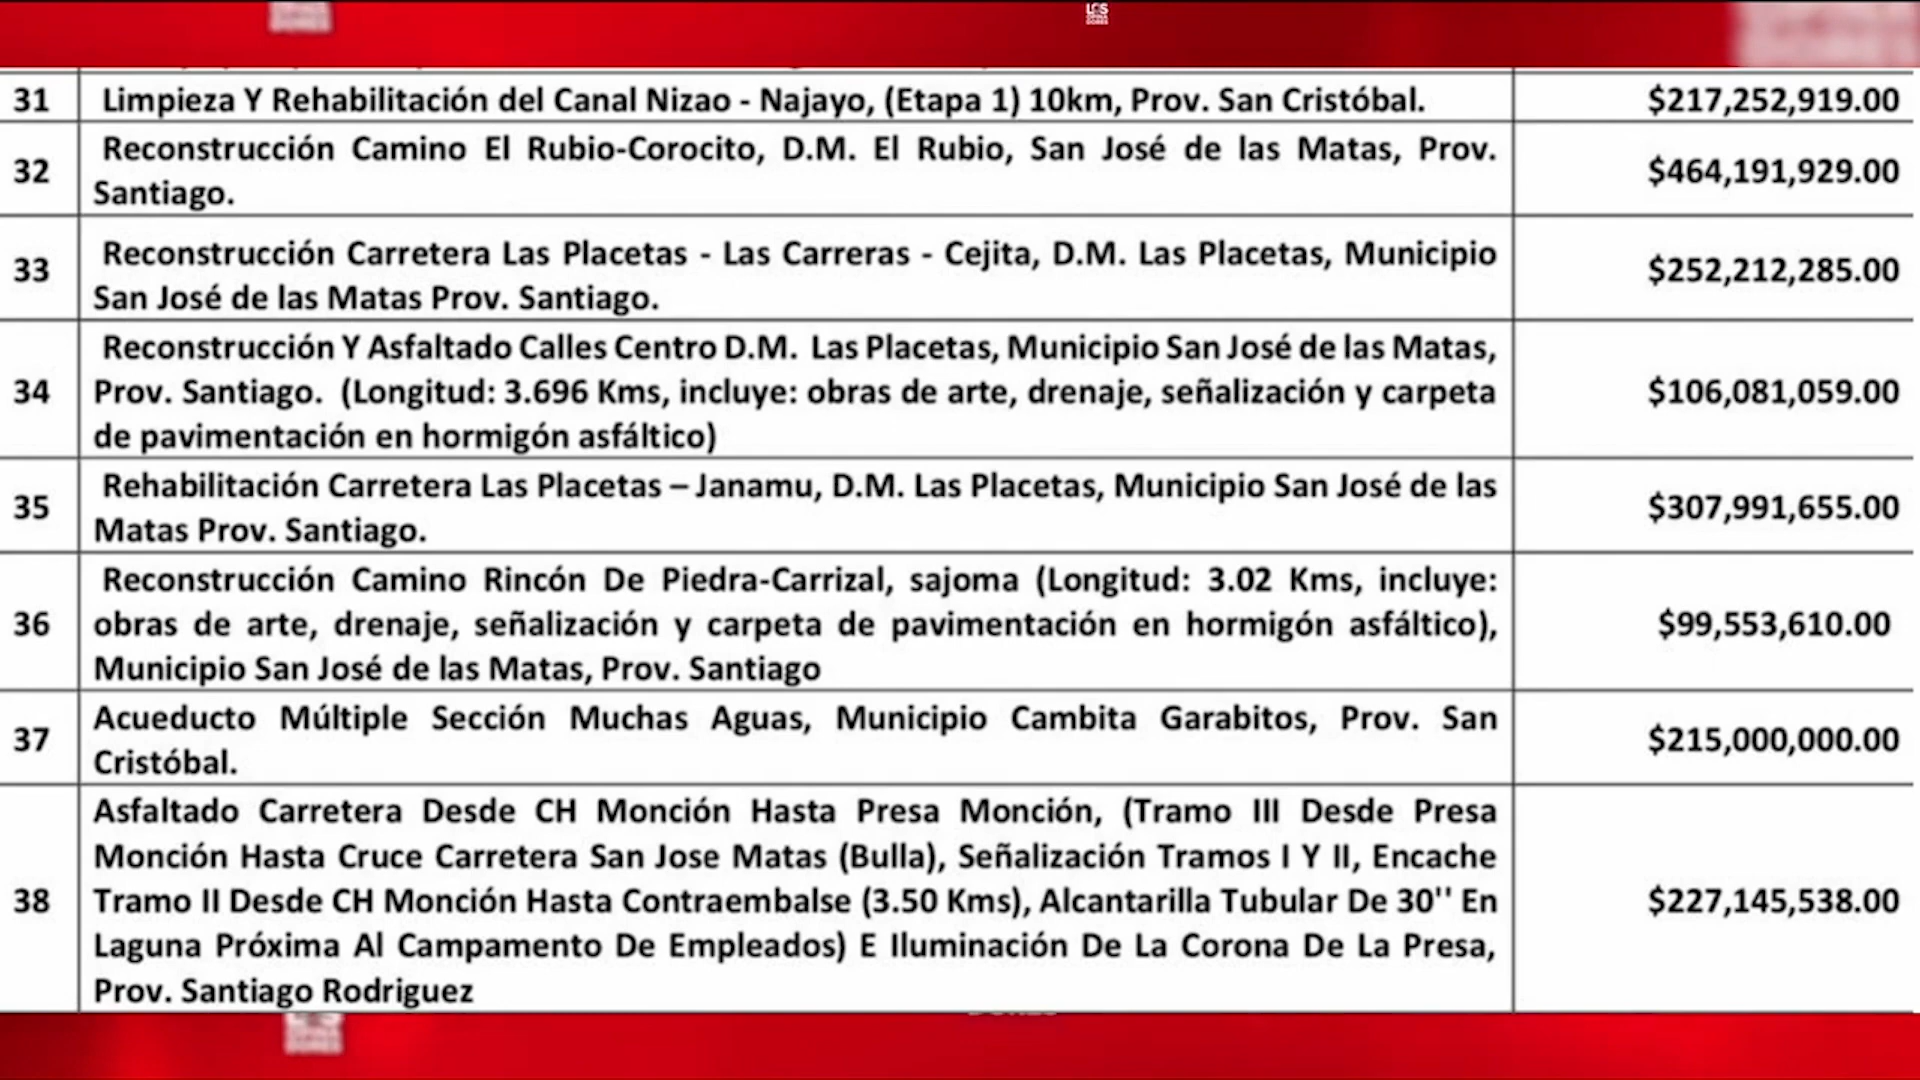 LOS
OPINA
DORES
31 Limpieza Y Rehabilitación del Canal Nizao - Najayo, (Etapa 1) 10km, Prov. San Cristóbal. $217,252,919.00
32 Reconstrucción Camino El Rubio-Corocito, D.M. El Rubio, San José de las Matas, Prov.
Santiago. $464,191,929.00
33 Reconstrucción Carretera Las Placetas - Las Carreras - Cejita, D.M. Las Placetas, Municipio
San José de las Matas Prov. Santiago. $252,212,285.00
Reconstrucción Y Asfaltado Calles Centro D.M. Las Placetas, Municipio San José de las Matas,
34 Prov. Santiago. (Longitud: 3.696 Kms, incluye: obras de arte, drenaje, señalización y carpeta $106,081,059.00
de pavimentación en hormigón asfáltico)
35 Rehabilitación Carretera Las Placetas – Janamu, D.M. Las Placetas, Municipio San José de las
Matas Prov. Santiago. $307,991,655.00
Reconstrucción Camino Rincón De Piedra-Carrizal, sajoma (Longitud: 3.02 Kms, incluye:
36 obras de arte, drenaje, señalización y carpeta de pavimentación en hormigón asfáltico), $99,553,610.00
Municipio San José de las Matas, Prov. Santiago
37 Acueducto Múltiple Sección Muchas Aguas, Municipio Cambita Garabitos, Prov. San
Cristóbal. $215,000,000.00
Asfaltado Carretera Desde CH Monción Hasta Presa Monción, (Tramo III Desde Presa
Monción Hasta Cruce Carretera San Jose Matas (Bulla), Señalización Tramos I Y II, Encache
38 Tramo II Desde CH Monción Hasta Contraembalse (3.50 Kms), Alcantarilla Tubular De 30'' En $227,145,538.00
Laguna Próxima Al Campamento De Empleados) E Iluminación De La Corona De La Presa,
Prov. Santiago Rodriguez